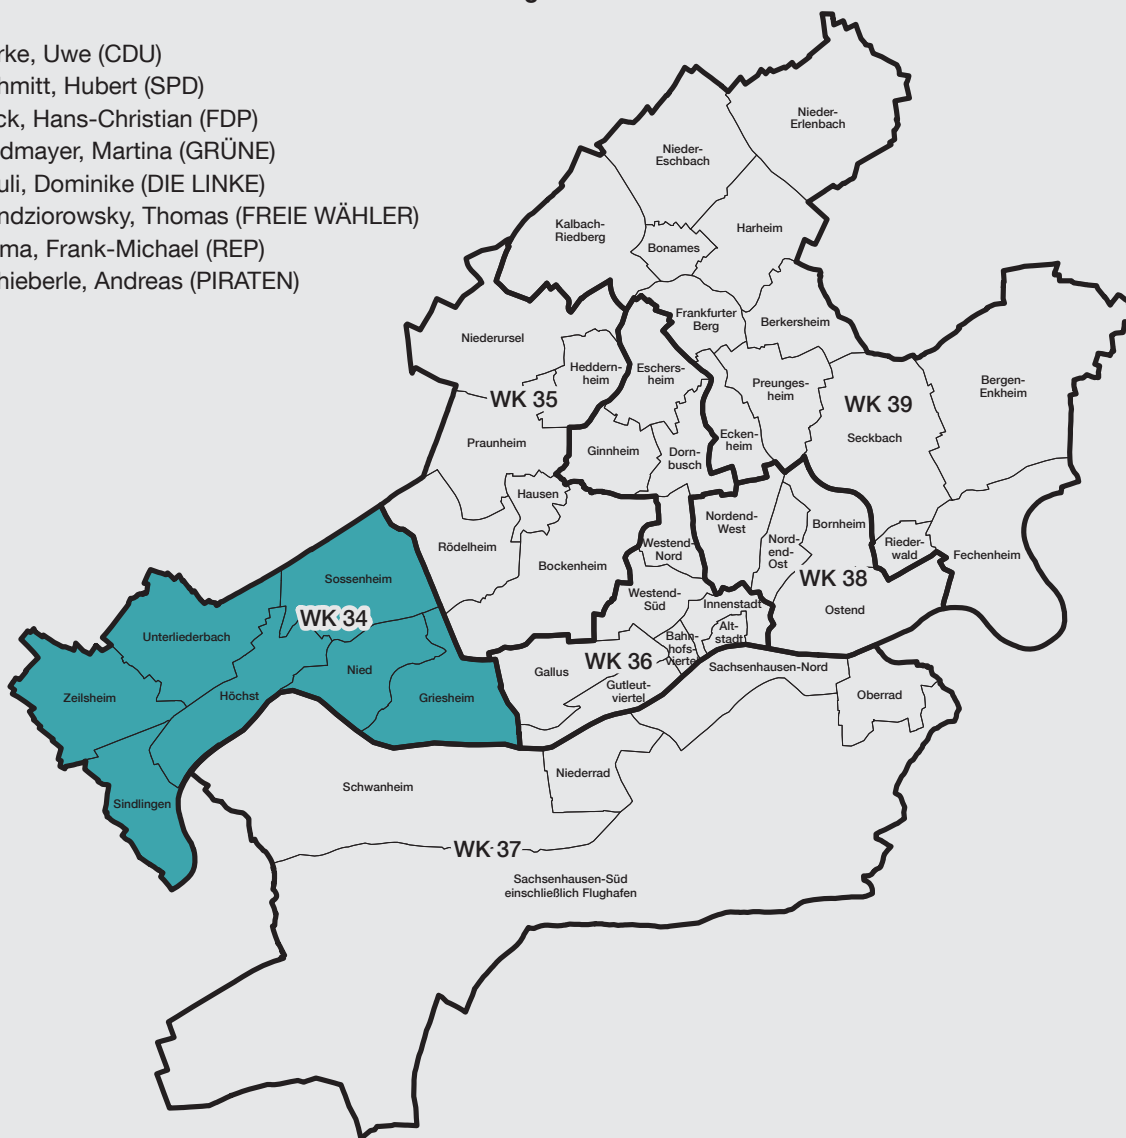 g
rke, Uwe (CDU)
hmitt, Hubert (SPD)
ck, Hans-Christian (FDP)
dmayer, Martina (GRÜNE)
uli, Dominike (DIE LINKE)
ndziorowsky, Thomas (FREIE WÄHLER)
ma, Frank-Michael (REP)
hieberle, Andreas (PIRATEN)
Nieder-
Erlenbach
Nieder-
Eschbach
Kalbach-
Riedberg
Harheim
Bonames
Frankfurter
Berg
Berkersheim
Niederursel
Heddern-
heim
Eschers-
heim
Preunges-
heim
Bergen-
Enkheim
WK 35
WK 39
Praunheim
Ginnheim
Dorn-
busch
Ecken-
heim
Seckbach
Hausen
Nordend-
West
Bornheim
Rödelheim
Westend-
Nord
Nord-
end-
Ost
Rieder-
wald
Fechenheim
Bockenheim
Sossenheim
WK 38
Westend-
Süd
Innenstadt
Ostend
WK 34
Unterliederbach
Alt-
stadt
Bahn-
hofs-
viertel
WK 36
Nied
Gallus
Gutleut-
viertel
Sachsenhausen-Nord
Zeilsheim
Höchst
Griesheim
Oberrad
Niederrad
Schwanheim
Sindlingen
WK 37
Sachsenhausen-Süd
einschließlich Flughafen